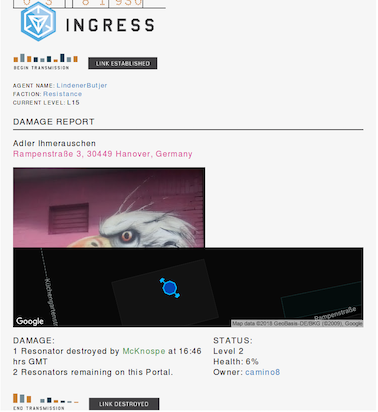 INGRESS
BEGIN TRANSMISSION
LINK ESTABLISHED
AGENT NAME: LindenerButjer
FACTION: Resistance
CURRENT LEVEL: L15
DAMAGE REPORT
Adler Ihmerauschen
Rampenstraße 3, 30449 Hanover, Germany
Küchengartenstraße
Rampenstraße
Google
Map data ©2018 GeoBasis-DE/BKG (©2009), Google
DAMAGE:
1 Resonator destroyed by McKnospe at 16:46
hrs GMT
2 Resonators remaining on this Portal.
STATUS:
Level 2
Health: 6%
Owner: camino8
END TRANSMISSION
LINK DESTROYED